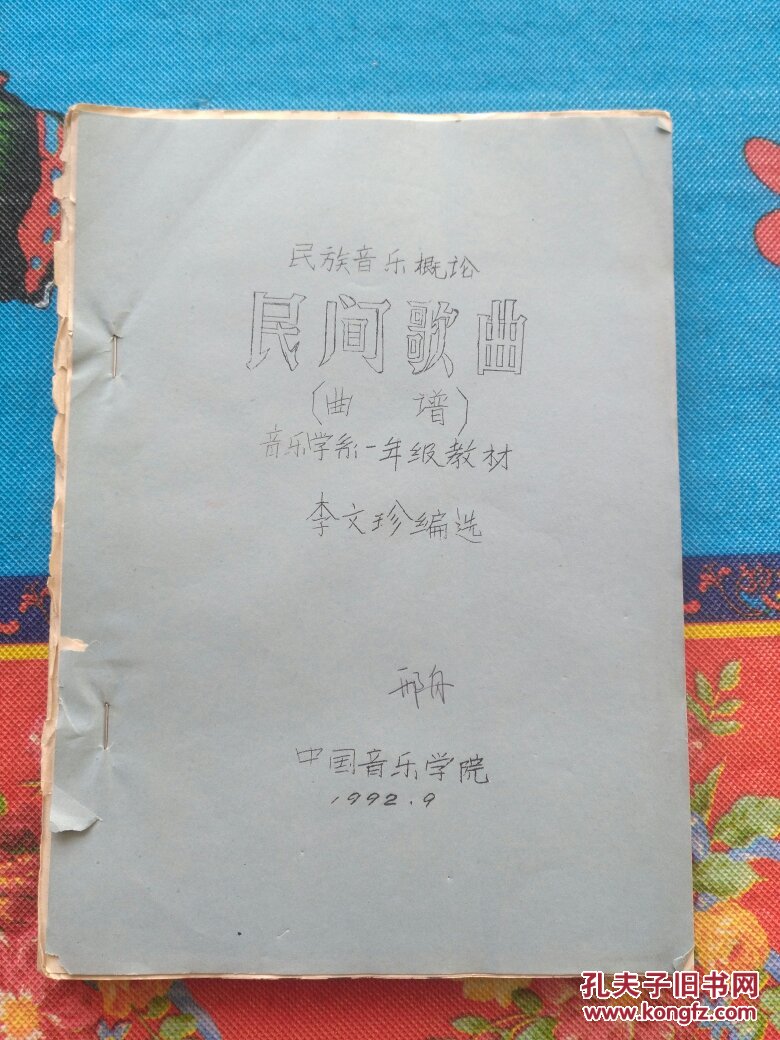 民族音乐概论
民间歌曲
(曲 谱)
音乐学系一年级教材
李文珍编选
邢舟
中国音乐学院
1992.9
孔夫子旧书网
www.kongfz.com